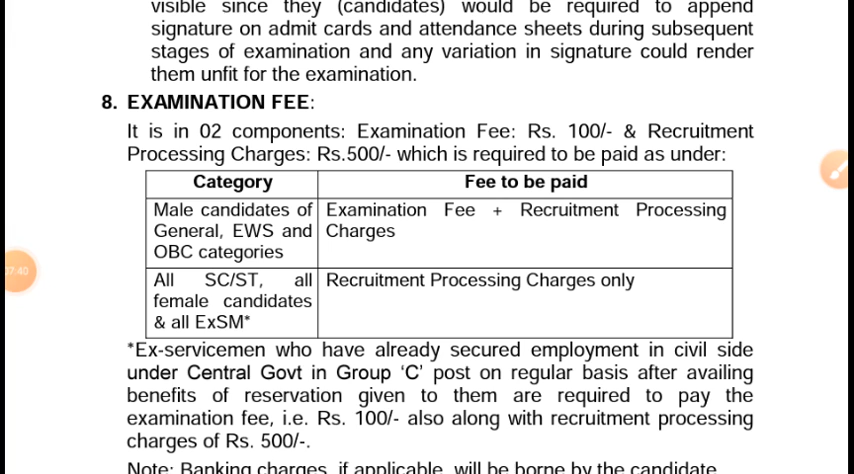 visible since they (candidates) would be required to append
signature on admit cards and attendance sheets during subsequent
stages of examination and any variation in signature could render
them unfit for the examination.
8. EXAMINATION FEE:
It is in 02 components: Examination Fee: Rs. 100/- & Recruitment
Processing Charges: Rs.500/- which is required to be paid as under:
Category Fee to be paid
Male candidates of
General, EWS and
OBC categories
Examination Fee + Recruitment Processing
Charges
All SC/ST, all
female candidates
& all ExSM*
Recruitment Processing Charges only
*Ex-servicemen who have already secured employment in civil side
under Central Govt in Group ‘C’ post on regular basis after availing
benefits of reservation given to them are required to pay the
examination fee, i.e. Rs. 100/- also along with recruitment processing
charges of Rs. 500/-.
Note: Banking charges, if applicable, will be borne by the candidate
07:40